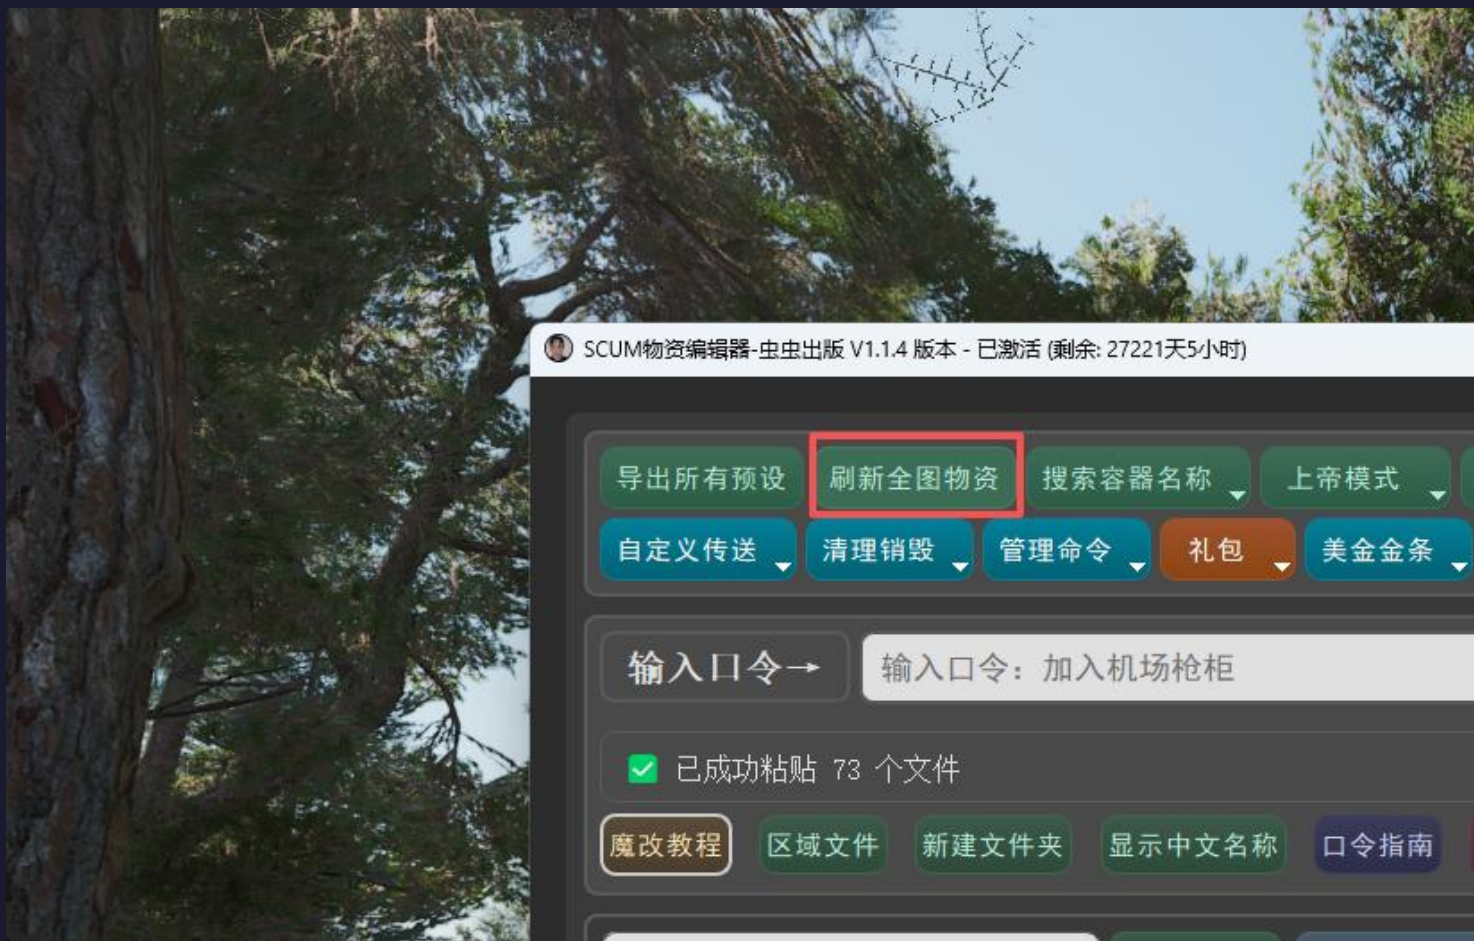 SCUM物资编辑器-虫虫出版 V1.1.4 版本 - 已激活 (剩余: 27221天5小时)
导出所有预设 刷新全图物资 搜索容器名称 上帝模式
自定义传送 清理销毁 管理命令 礼包 美金金条
输入口令→ 输入口令：加入机场枪柜
已成功粘贴 73 个文件
魔改教程 区域文件 新建文件夹 显示中文名称 口令指南